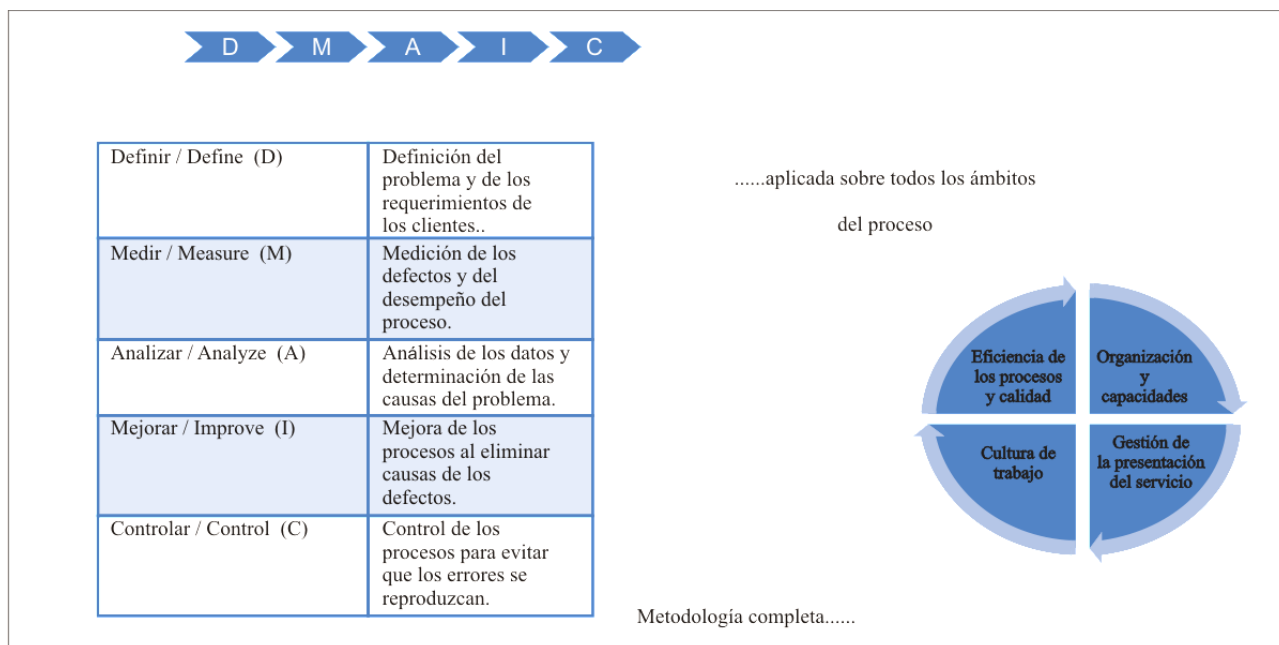 D M A I C
Definir / Define (D)
Definición del
problema y de los
requerimientos de
los clientes..
Medir / Measure (M)
Medición de los
defectos y del
desempeño del
proceso.
Analizar / Analyze (A)
Análisis de los datos y
determinación de las
causas del problema.
Mejorar / Improve (I)
Mejora de los
procesos al eliminar
causas de los
defectos.
Controlar / Control (C)
Control de los
procesos para evitar
que los errores se
reproduzcan.
......aplicada sobre todos los ámbitos
del proceso
Eficiencia de
los procesos
y calidad
Organización
y
capacidades
Cultura de
trabajo
Gestión de
la presentación
del servicio
Metodología completa......